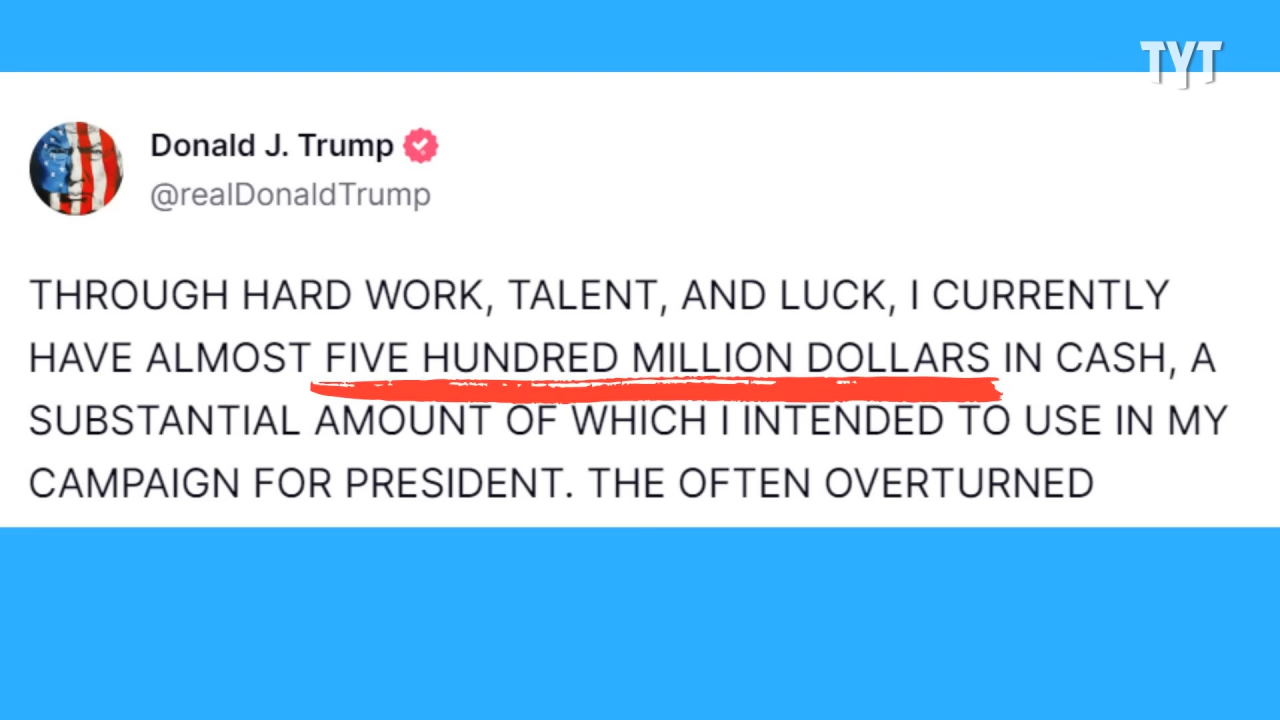 TYT
Donald J. Trump
@realDonaldTrump
THROUGH HARD WORK, TALENT, AND LUCK, I CURRENTLY
HAVE ALMOST FIVE HUNDRED MILLION DOLLARS IN CASH, A
SUBSTANTIAL AMOUNT OF WHICH I INTENDED TO USE IN MY
CAMPAIGN FOR PRESIDENT. THE OFTEN OVERTURNED